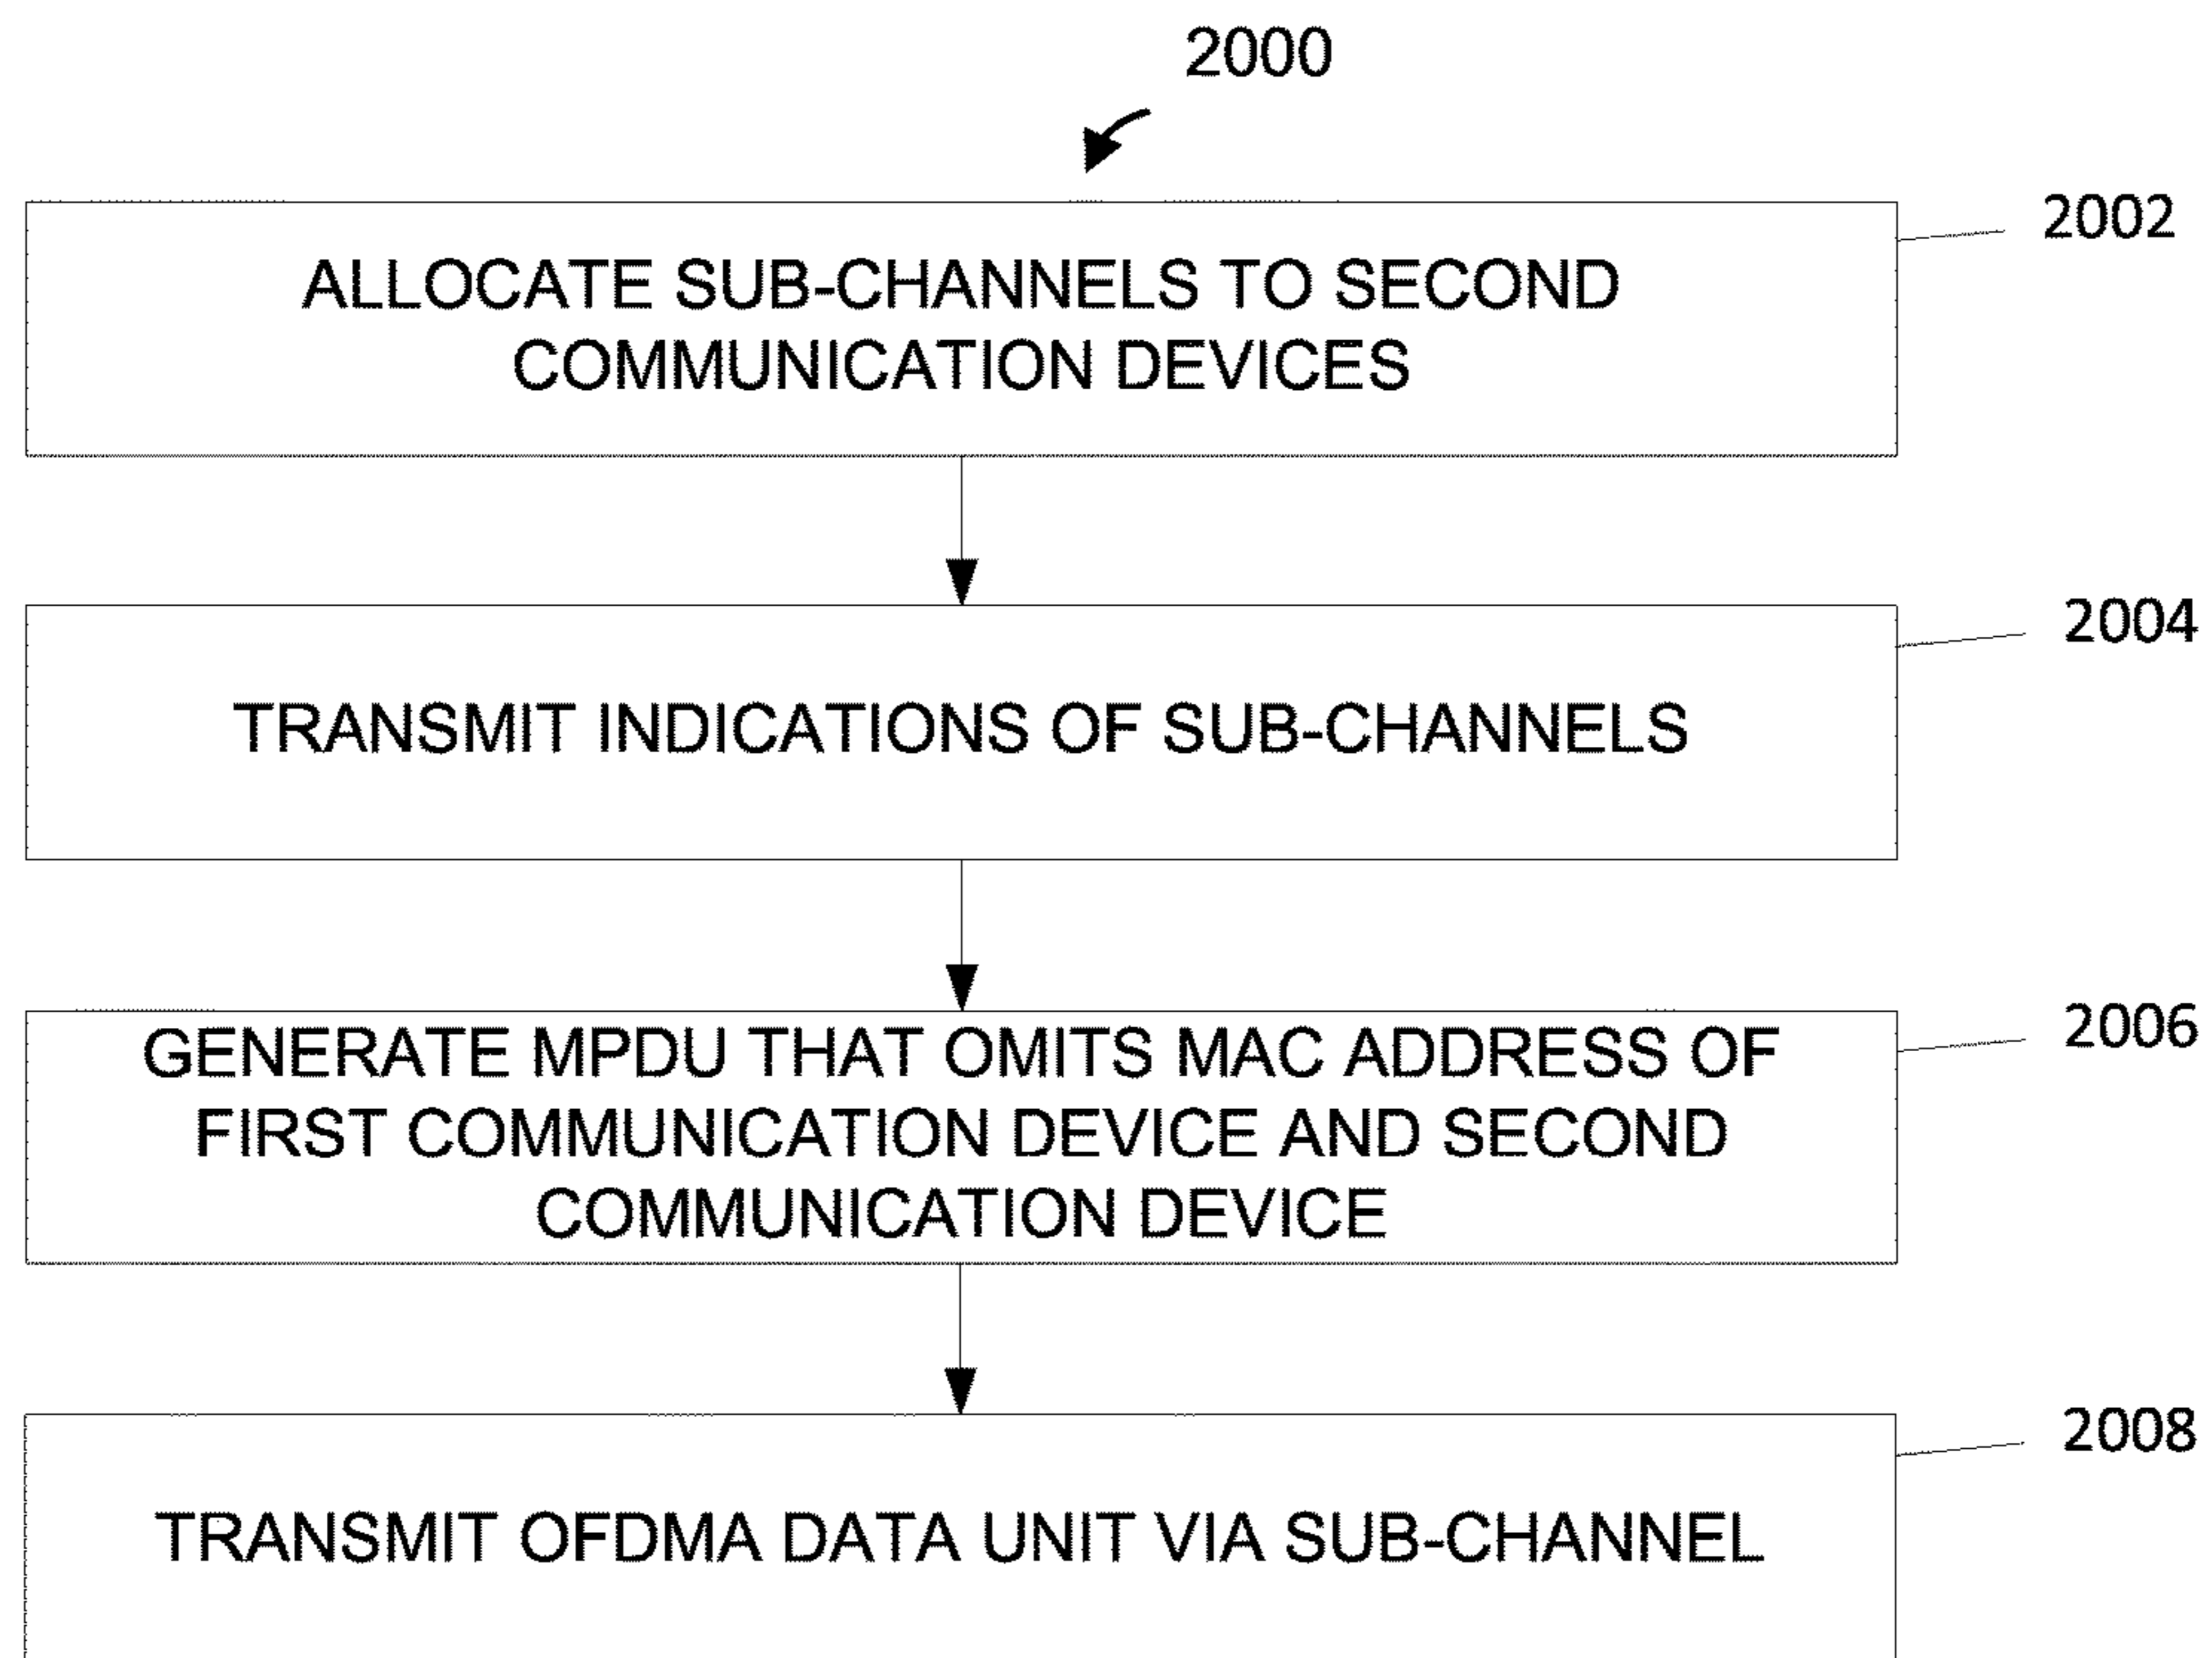 2000
2002
ALLOCATE SUB-CHANNELS TO SECOND
COMMUNICATION DEVICES
2004
TRANSMIT INDICATIONS OF SUB-CHANNELS
2006
GENERATE MPDU THAT OMITS MAC ADDRESS OF
FIRST COMMUNICATION DEVICE AND SECOND
COMMUNICATION DEVICE
2008
TRANSMIT OFDMA DATA UNIT VIA SUB-CHANNEL